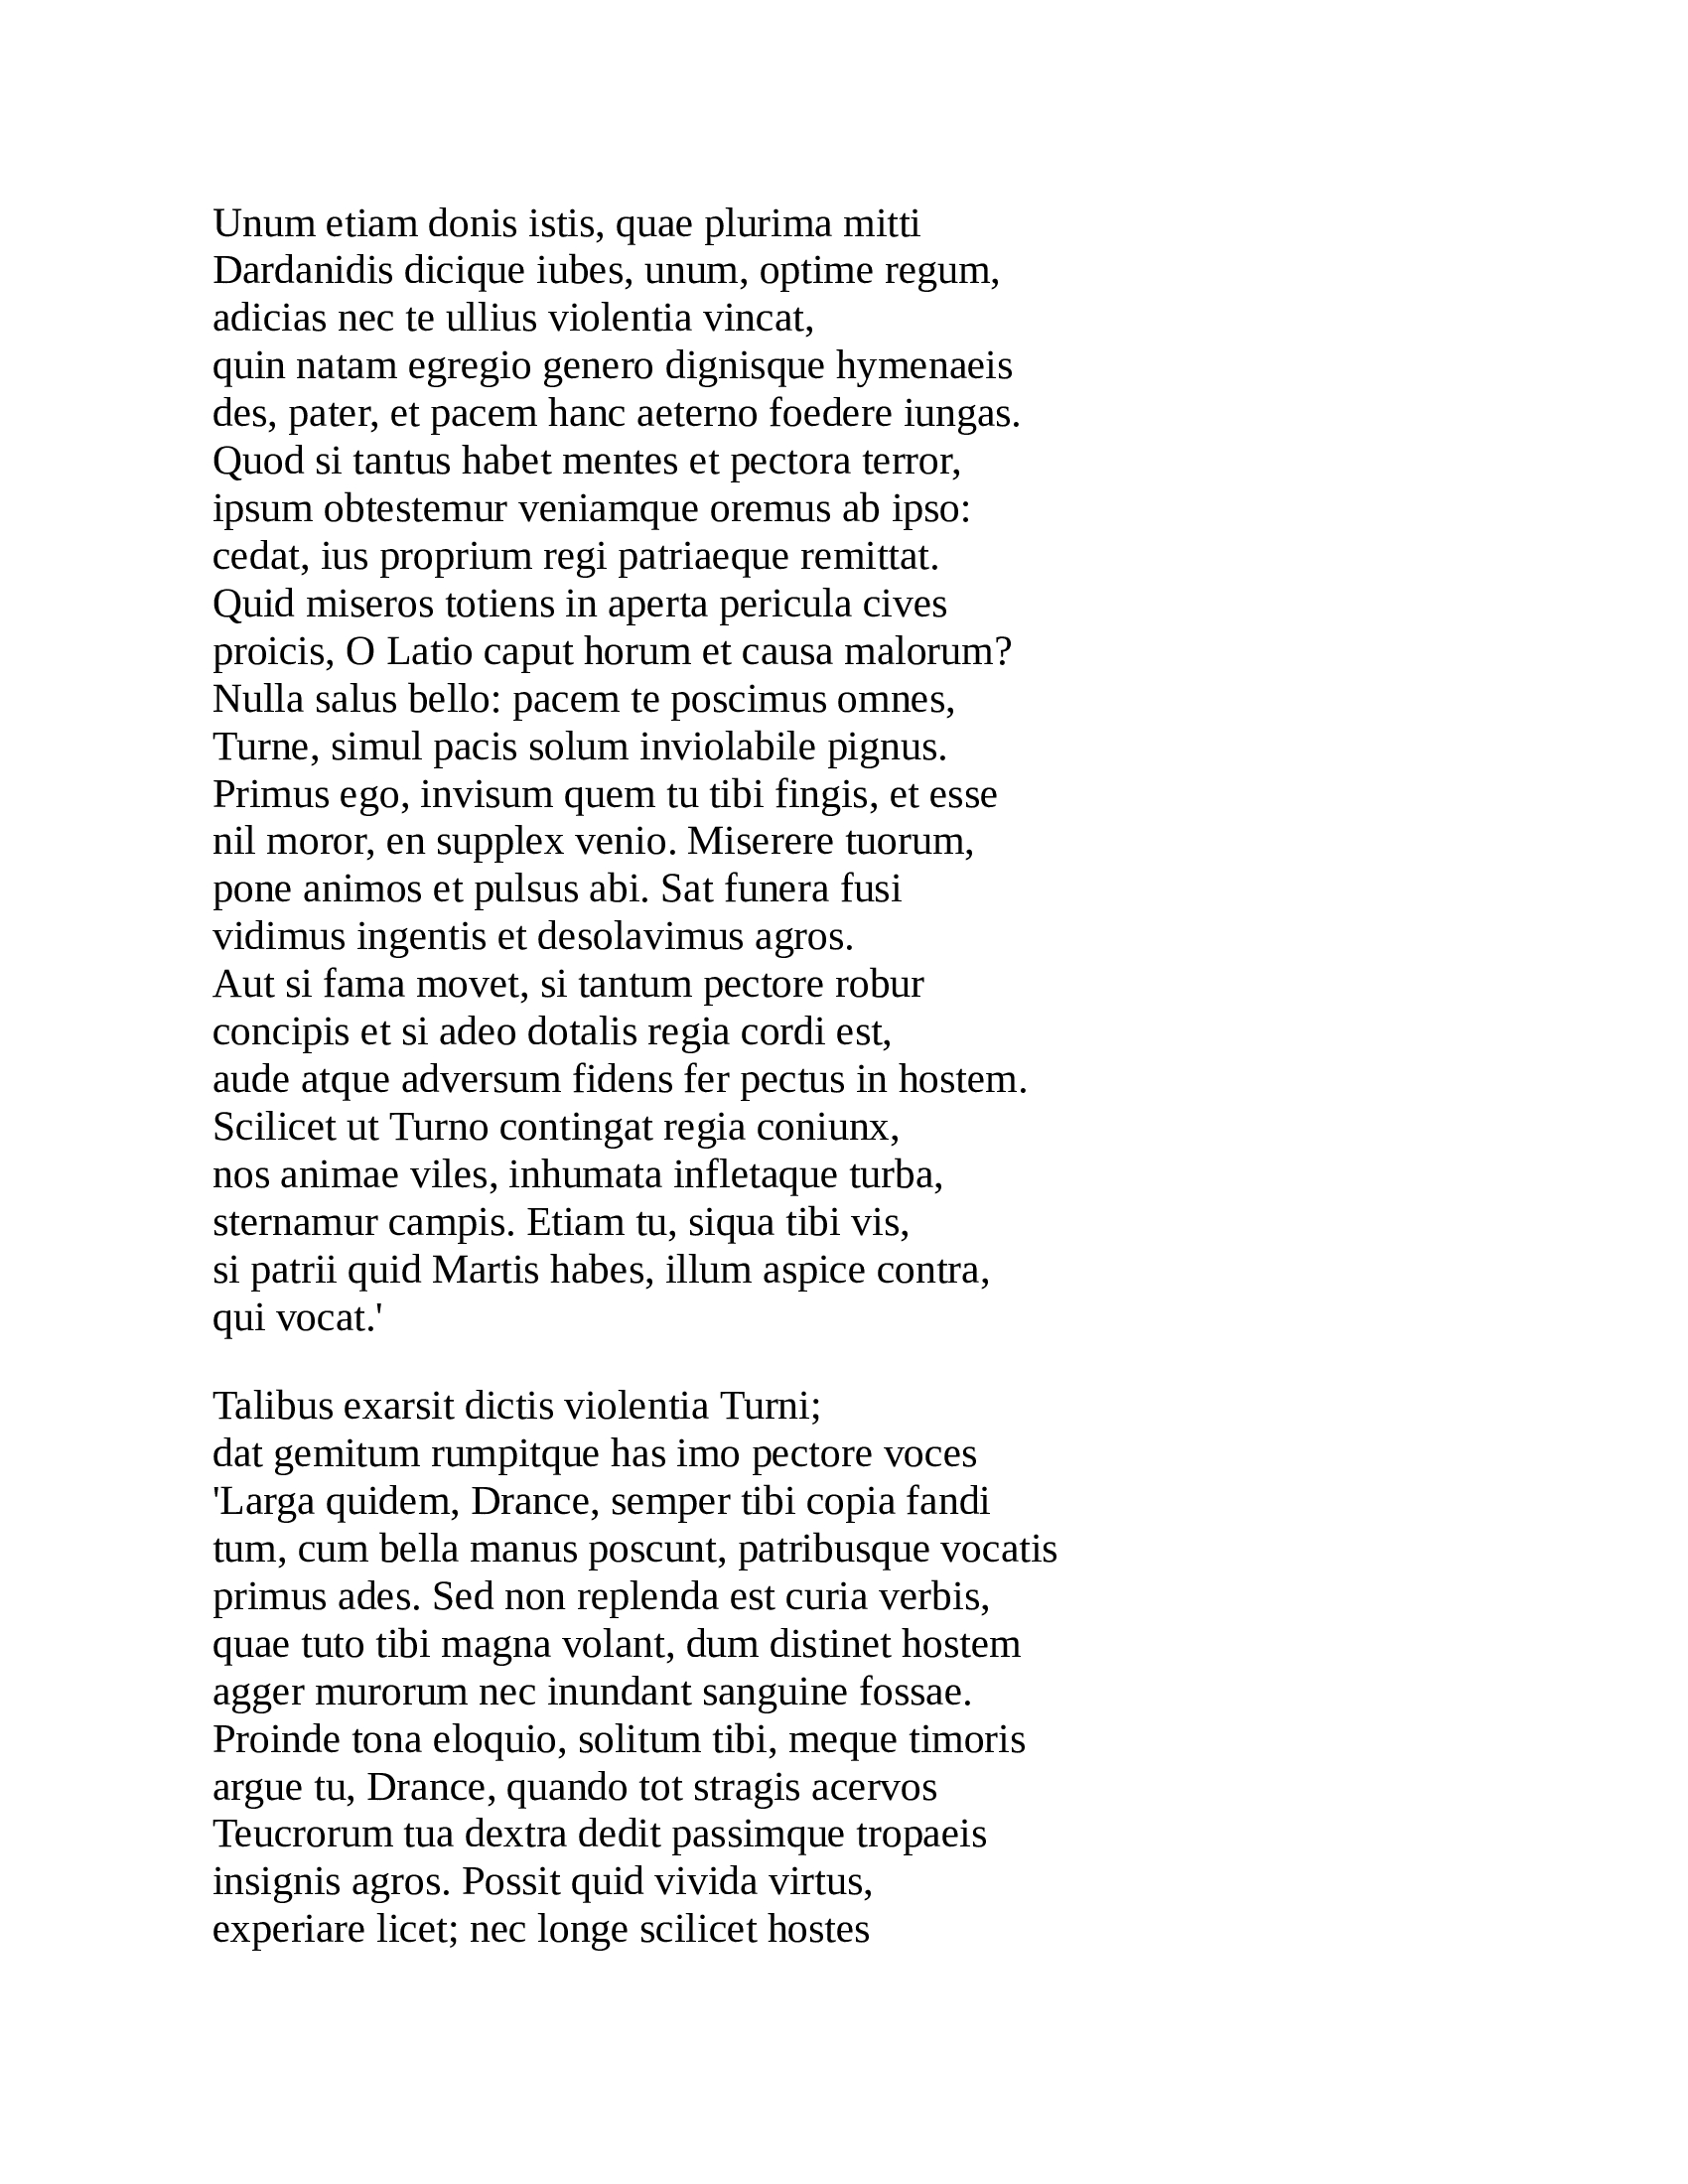 Unum etiam donis istis, quae plurima mitti
Dardanidis dicique iubes, unum, optime regum,
adicias nec te ullius violentia vincat,
quin natam egregio genero dignisque hymenaeis
des, pater, et pacem hanc aeterno foedere iungas.
Quod si tantus habet mentes et pectora terror,
ipsum obtestemur veniamque oremus ab ipso:
cedat, ius proprium regi patriaeque remittat.
Quid miseros totiens in aperta pericula cives
proicis, O Latio caput horum et causa malorum?
Nulla salus bello: pacem te poscimus omnes,
Turne, simul pacis solum inviolabile pignus.
Primus ego, invisum quem tu tibi fingis, et esse
nil moror, en supplex venio. Miserere tuorum,
pone animos et pulsus abi. Sat funera fusi
vidimus ingentis et desolavimus agros.
Aut si fama movet, si tantum pectore robur
concipis et si adeo dotalis regia cordi est,
aude atque adversum fidens fer pectus in hostem.
Scilicet ut Turno contingat regia coniunx,
nos animae viles, inhumata infletaque turba,
sternamur campis. Etiam tu, siqua tibi vis,
si patrii quid Martis habes, illum aspice contra,
qui vocat.'
Talibus exarsit dictis violentia Turni;
dat gemitum rumpitque has imo pectore voces
'Larga quidem, Drance, semper tibi copia fandi
tum, cum bella manus poscunt, patribusque vocatis
primus ades. Sed non replenda est curia verbis,
quae tuto tibi magna volant, dum distinet hostem
agger murorum nec inundant sanguine fossae.
Proinde tona eloquio, solitum tibi, meque timoris
argue tu, Drance, quando tot stragis acervos
Teucrorum tua dextra dedit passimque tropaeis
insignis agros. Possit quid vivida virtus,
experiare licet; nec longe scilicet hostes